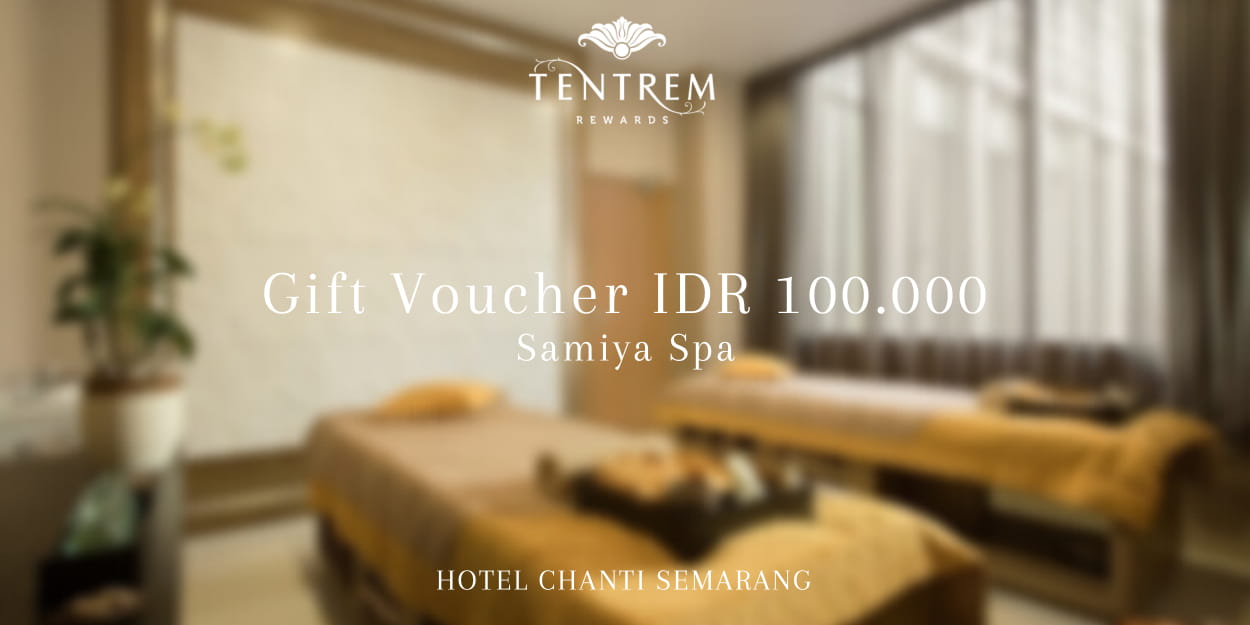 TENTREM
REWARDS
Gift Voucher IDR 100.000
Samiya Spa
HOTEL CHANTI SEMARANG